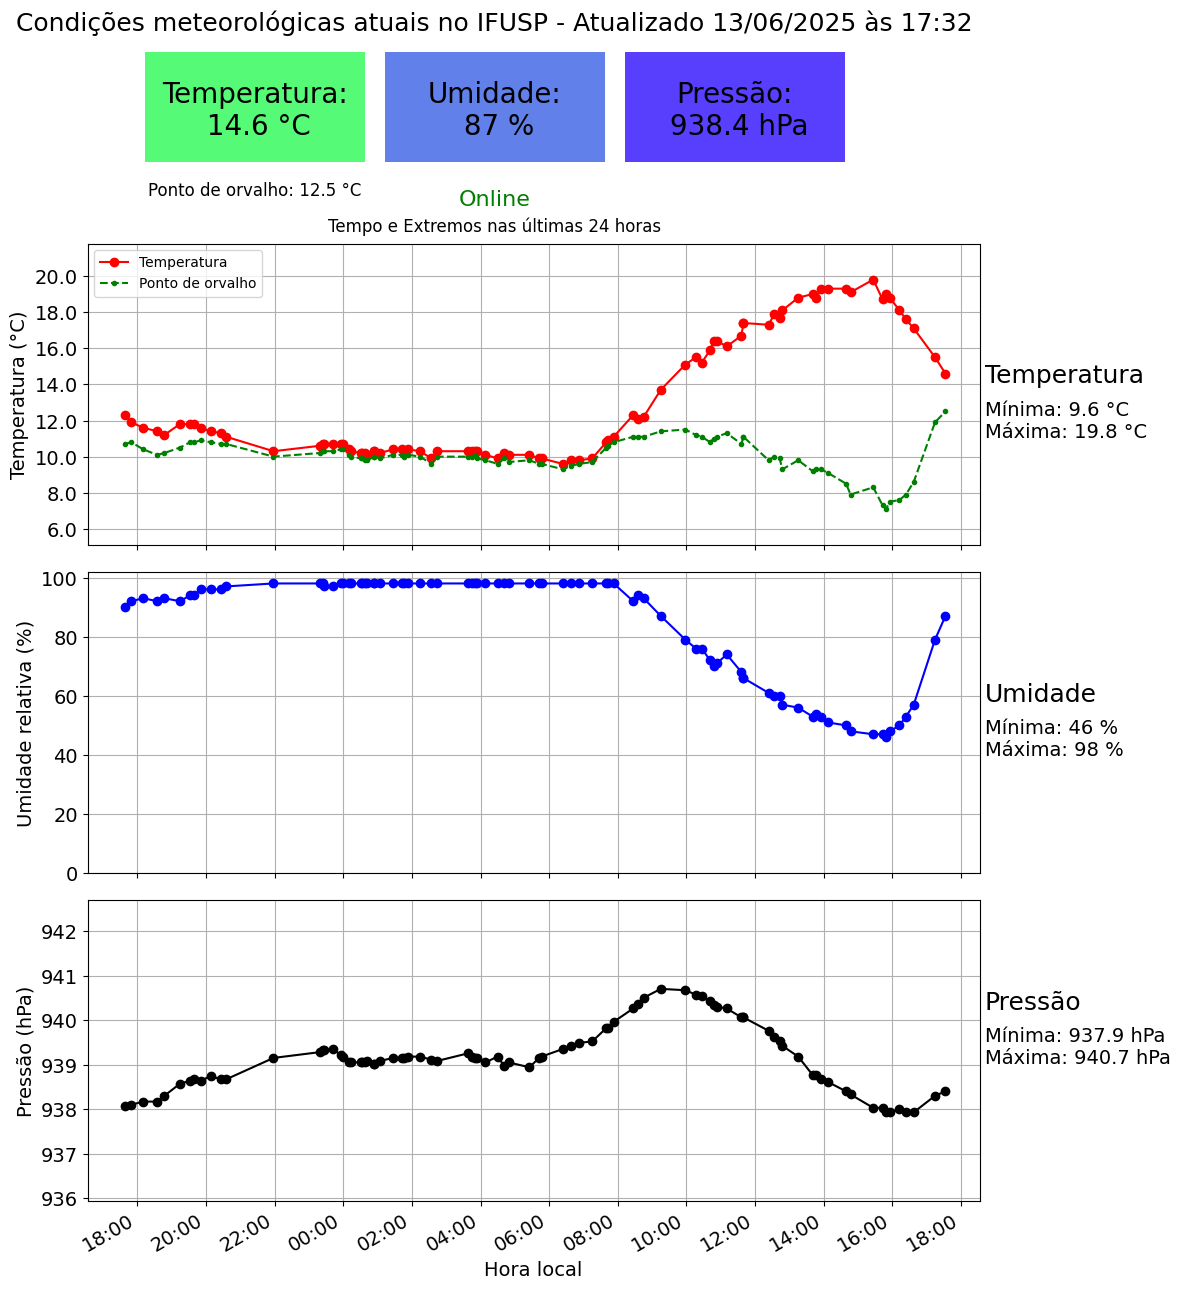 Condições meteorológicas atuais no IFUSP - Atualizado 13/06/2025 às 17:32
Temperatura:
14.6 °C
Umidade:
87 %
Pressão:
938.4 hPa
Ponto de orvalho: 12.5 °C
Online
Tempo e Extremos nas últimas 24 horas
Temperatura
Ponto de orvalho
Temperatura (°C)
20.0
18.0
16.0
14.0
12.0
10.0
8.0
6.0
Temperatura
Mínima: 9.6 °C
Máxima: 19.8 °C
Umidade relativa (%)
100
80
60
40
20
0
Umidade
Mínima: 46 %
Máxima: 98 %
Pressão (hPa)
942
941
940
939
938
937
936
Pressão
Mínima: 937.9 hPa
Máxima: 940.7 hPa
18:00 20:00 22:00 00:00 02:00 04:00 06:00 08:00 10:00 12:00 14:00 16:00 18:00
Hora local